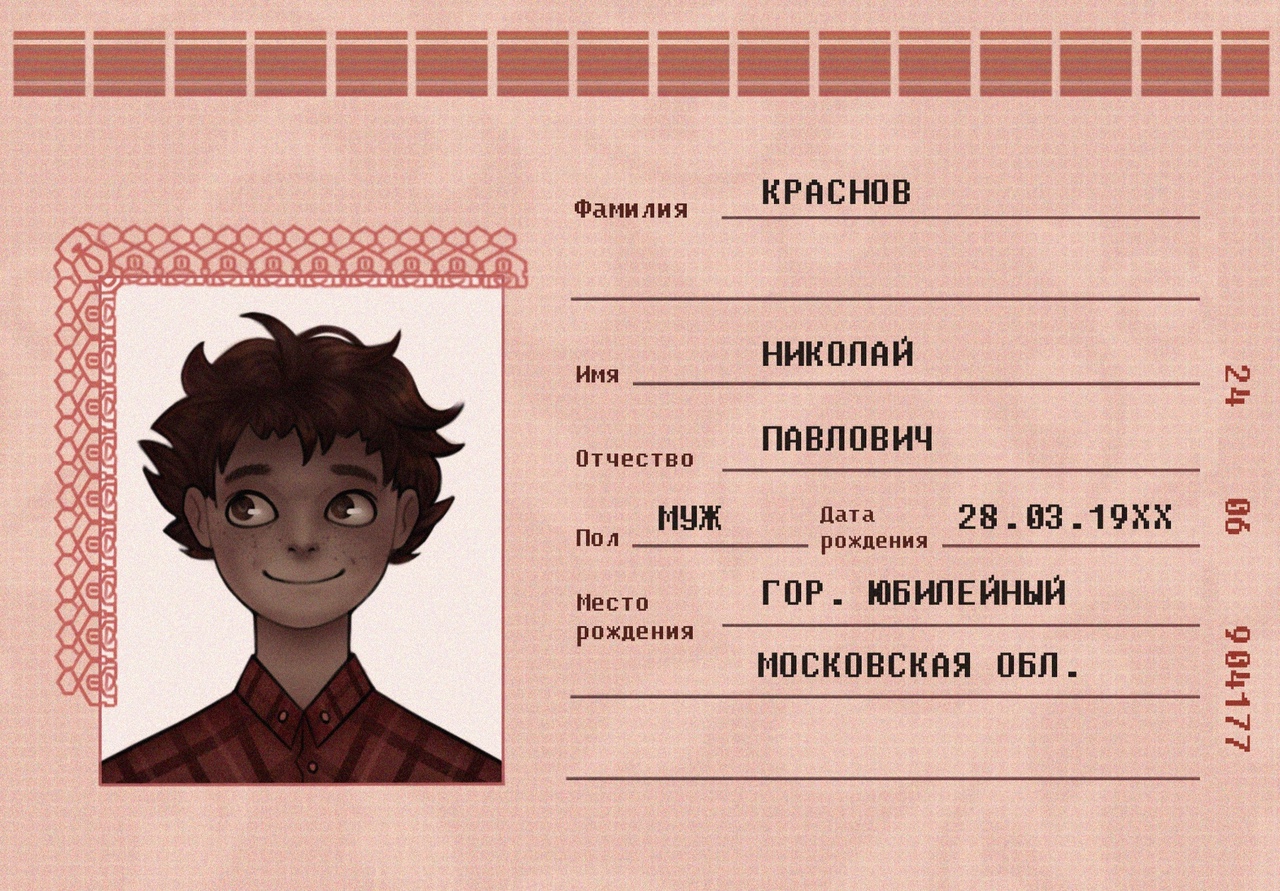 Фамилия КРАСНОВ
Имя НИКОЛАЙ
Отчество ПАВЛОВИЧ
Пол МУЖ Дата рождения 28.03.19XX
Место рождения ГОР. ЮБИЛЕЙНЫЙ
МОСКОВСКАЯ ОБЛ.
24 06 904177